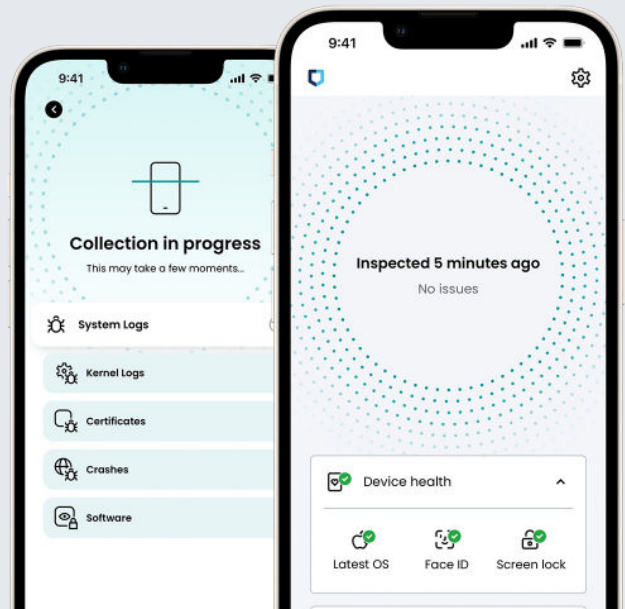 9:41
Collection in progress
This may take a few moments...
System Logs
Kernel Logs
Certificates
Crashes
Software
9:41
Inspected 5 minutes ago
No issues
Device health
Latest OS
Face ID
Screen lock